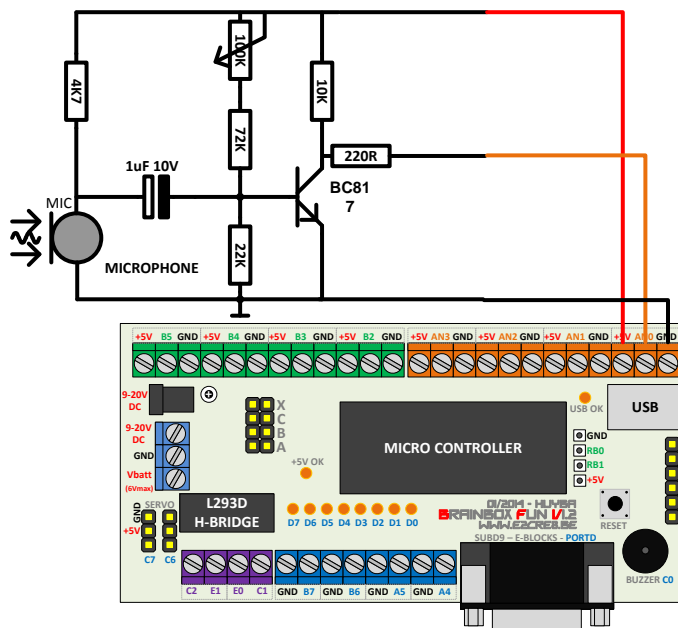 4K7
100K
72K
22K
10K
220R
1uF 10V
BC81
7
MIC
MICROPHONE
+5V B5 GND +5V B4 GND +5V B3 GND +5V B2 GND +5V AN3 GND +5V AN2 GND +5V AN1 GND +5V GND
9-20V
DC
9-20V
DC
GND
Vbatt
(6Vmax)
X
C
B
A
+5V OK
MICRO CONTROLLER
USB OK
USB
GND
RB0
RB1
+5V
L293D
H-BRIDGE
SERVO
GND
+5V
C7 C6
D7 D6 D5 D4 D3 D2 D1 D0
01/2014 - HUYBA
BRAINBOX FUN V1.2
WWW.E2CRE8.BE
SUBD9 – E-BLOCKS - PORTD
RESET
BUZZER C0
C2 E1 E0 C1 GND B7 GND B6 GND A5 GND A4